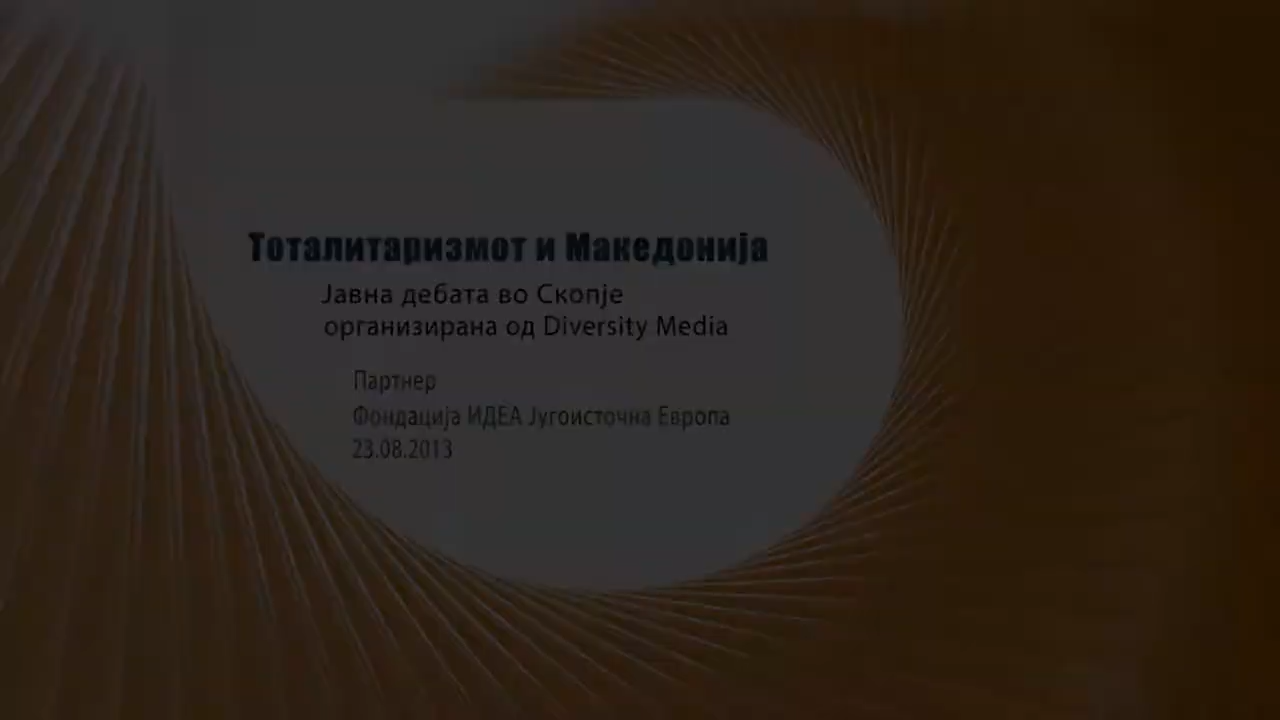 Тоталитаризмот и Македонија
Јавна дебата во Скопје
организирана од Diversity Media
Партнер
Фондација ИДЕА Југоисточна Европа
23.08.2013